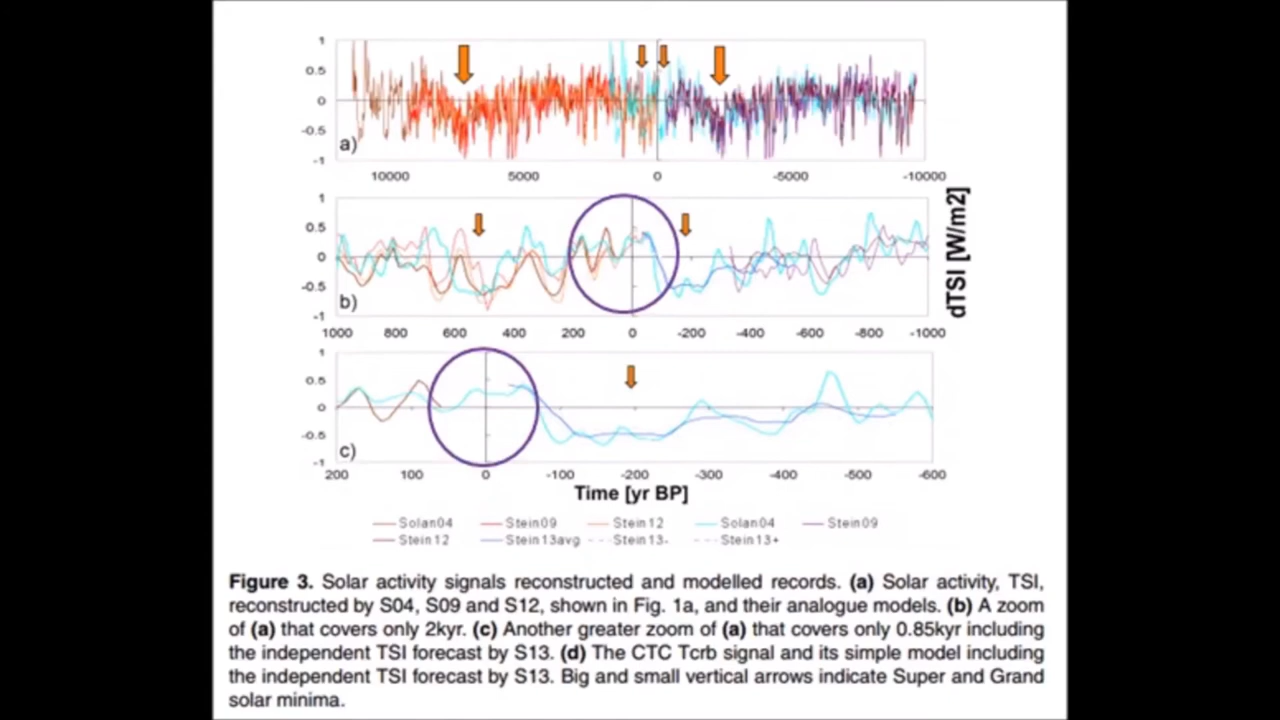 1
0.5
0
-0.5
-1
a)
10000 5000 0 -5000 -10000
1
0.5
0
-0.5
-1
b)
1000 800 600 400 200 0 -200 -400 -600 -800 -1000
dTSI [W/m2]
1
0.5
0
-0.5
-1
c)
200 100 0 -100 -200 -300 -400 -500 -600
Time [yr BP]
Solan04 Stein09 Stein12 Solan04 Stein09
Stein12 Stein13avg Stein13- Stein13+
Figure 3. Solar activity signals reconstructed and modelled records. (a) Solar activity, TSI,
reconstructed by S04, S09 and S12, shown in Fig. 1a, and their analogue models. (b) A zoom
of (a) that covers only 2kyr. (c) Another greater zoom of (a) that covers only 0.85kyr including
the independent TSI forecast by S13. (d) The CTC Tcrb signal and its simple model including
the independent TSI forecast by S13. Big and small vertical arrows indicate Super and Grand
solar minima.